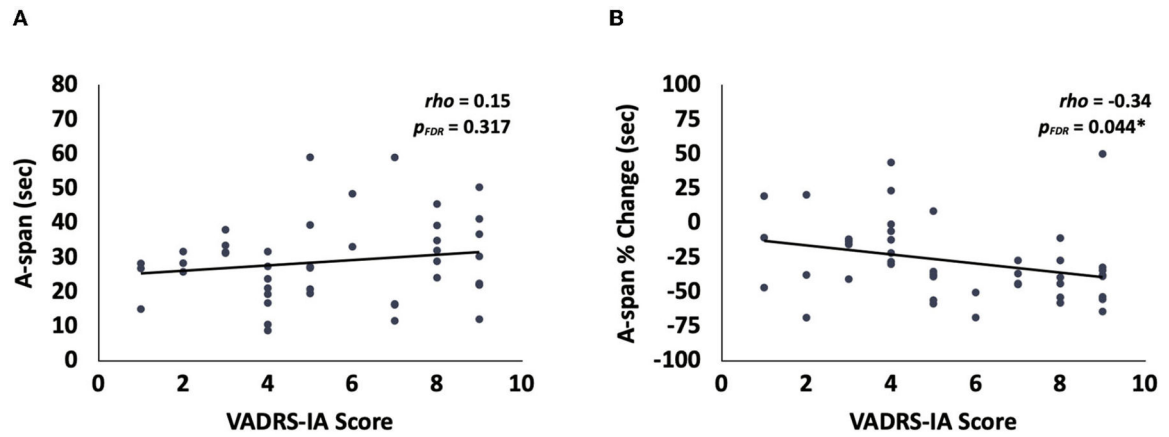 A
rho = 0.15
pFDR = 0.317
A-span (sec)
80
70
60
50
40
30
20
10
0
0 2 4 6 8 10
VADRS-IA Score
B
rho = -0.34
pFDR = 0.044*
A-span % Change (sec)
100
75
50
25
0
-25
-50
-75
-100
0 2 4 6 8 10
VADRS-IA Score